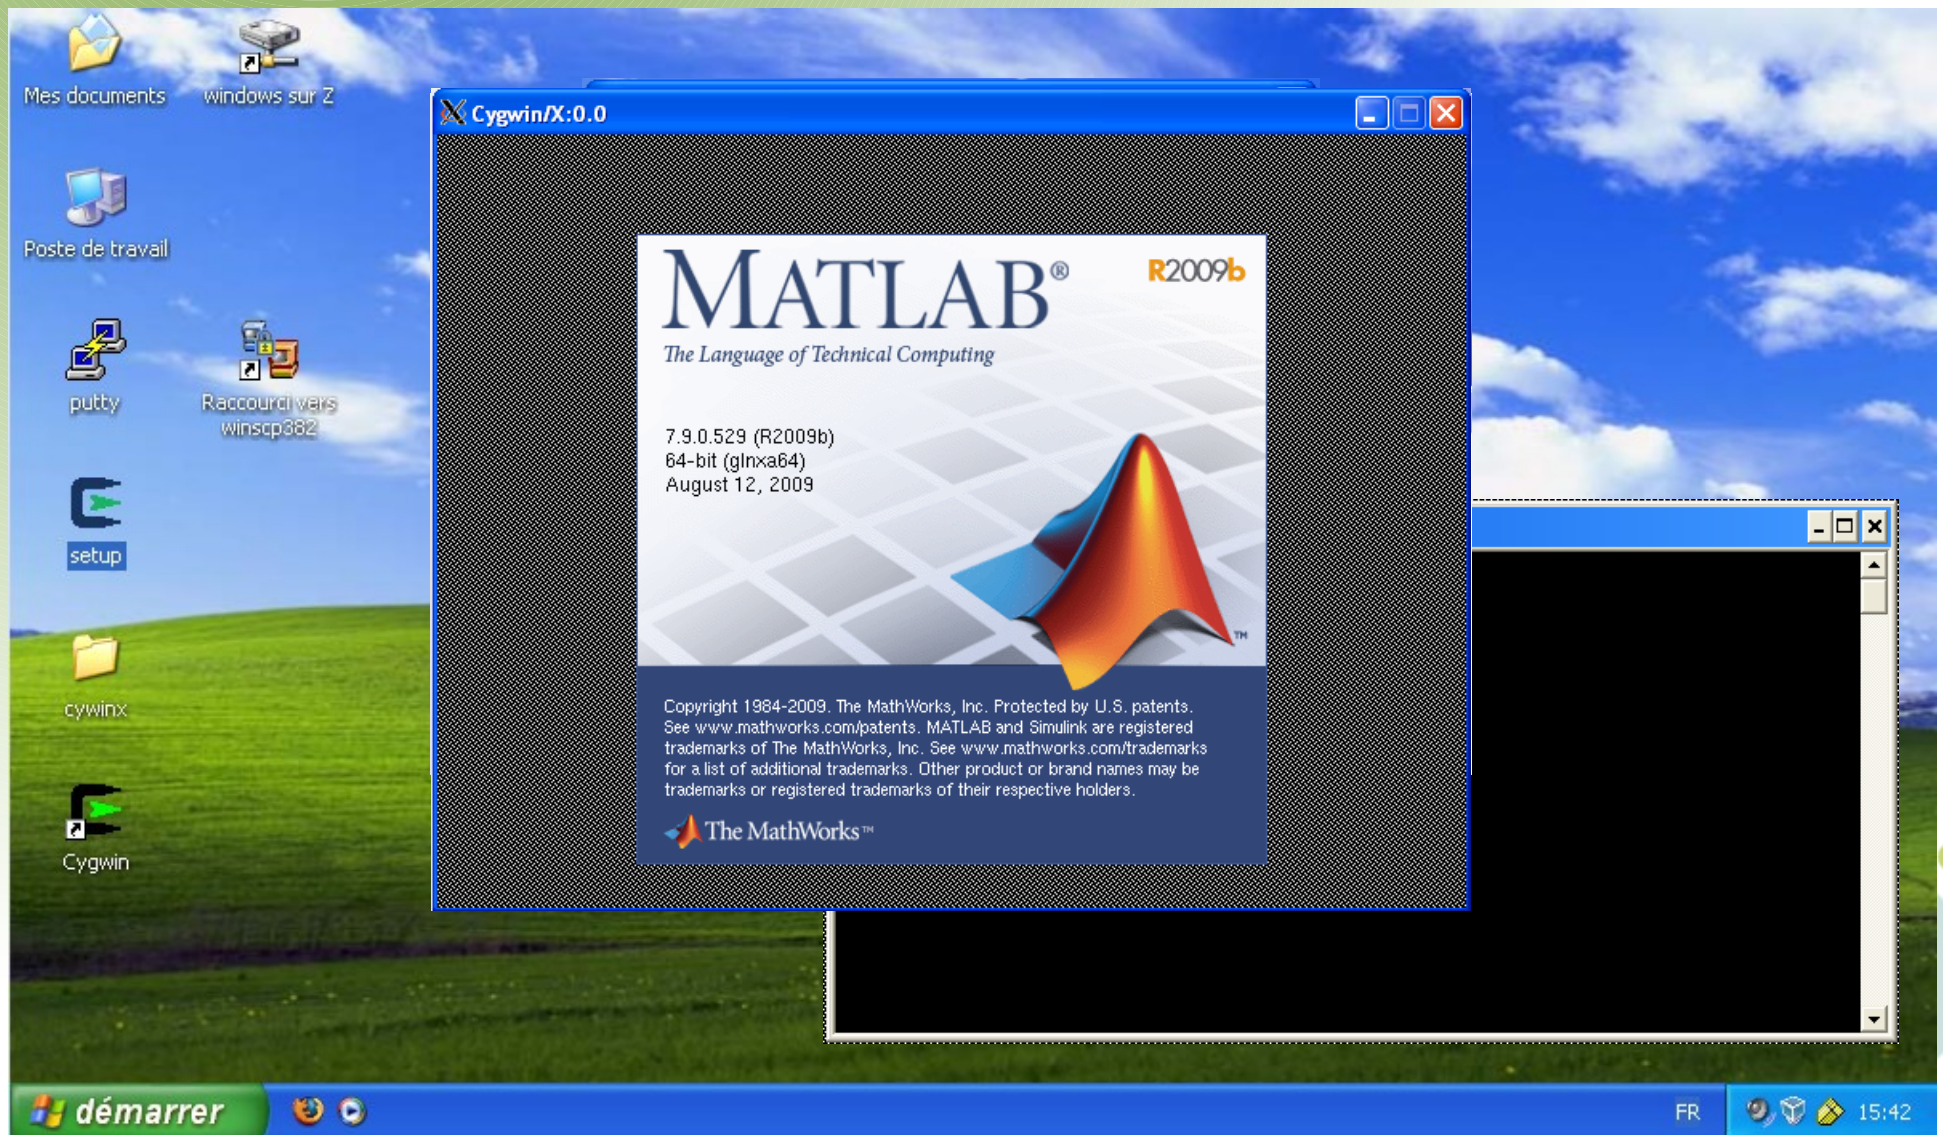 Mes documents
windows sur Z
Poste de travail
putty
Raccourci vers
winscp382
setup
cywinx
Cygwin
Cygwin/X:0.0
MATLAB®
R2009b
The Language of Technical Computing
7.9.0.529 (R2009b)
64-bit (glnxa64)
August 12, 2009
TM
Copyright 1984-2009. The MathWorks, Inc. Protected by U.S. patents.
See www.mathworks.com/patents. MATLAB and Simulink are registered
trademarks of The MathWorks, Inc. See www.mathworks.com/trademarks
for a list of additional trademarks. Other product or brand names may be
trademarks or registered trademarks of their respective holders.
The MathWorks™
démarrer
FR
15:42